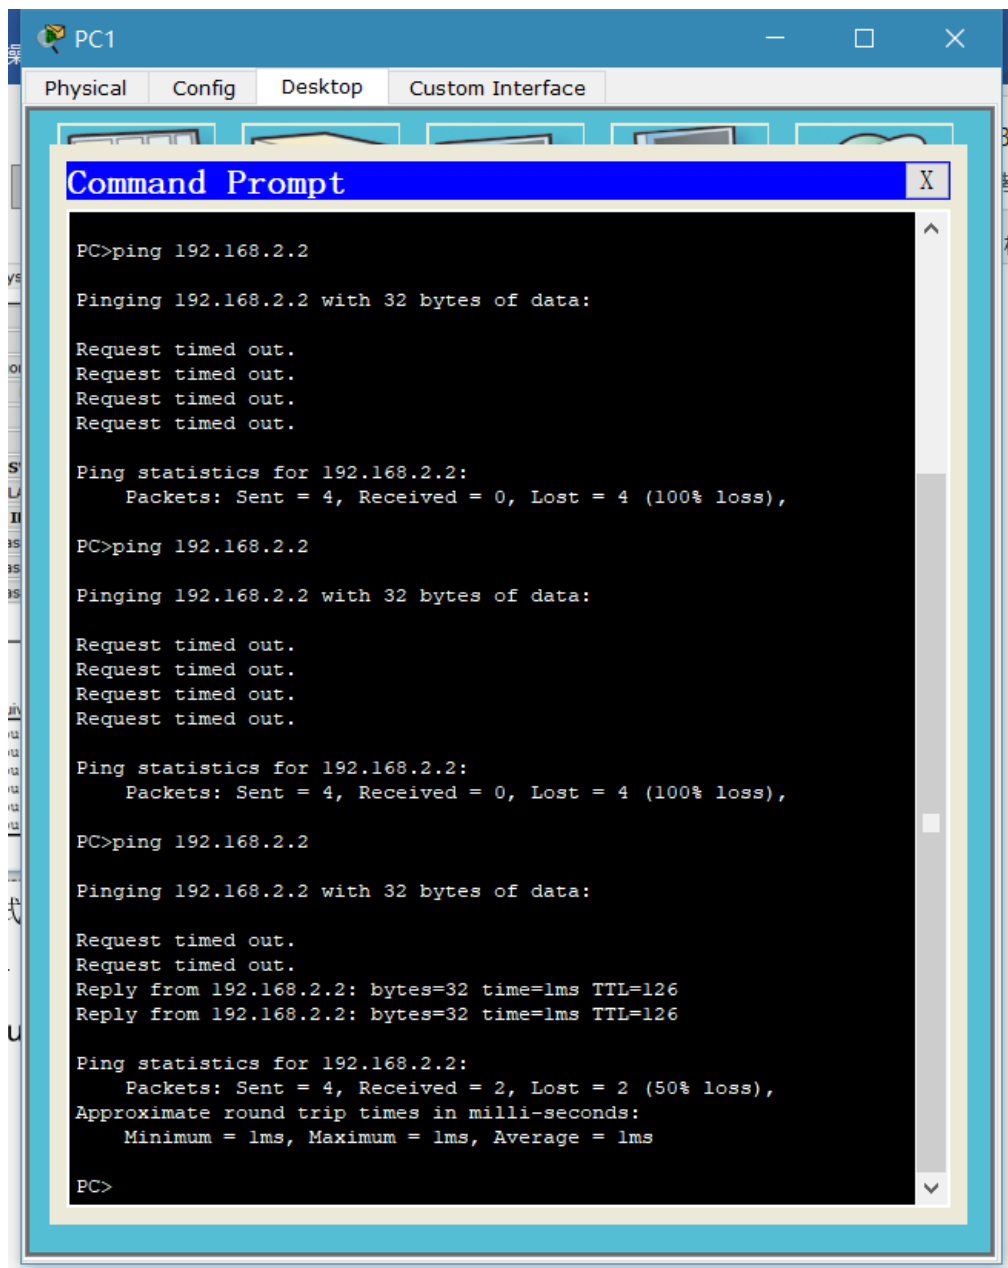 PC1
Physical
Config
Desktop
Custom Interface
Command Prompt
X
PC>ping 192.168.2.2
Pinging 192.168.2.2 with 32 bytes of data:
Request timed out.
Request timed out.
Request timed out.
Request timed out.
Ping statistics for 192.168.2.2:
Packets: Sent = 4, Received = 0, Lost = 4 (100% loss),
PC>ping 192.168.2.2
Pinging 192.168.2.2 with 32 bytes of data:
Request timed out.
Request timed out.
Request timed out.
Request timed out.
Ping statistics for 192.168.2.2:
Packets: Sent = 4, Received = 0, Lost = 4 (100% loss),
PC>ping 192.168.2.2
Pinging 192.168.2.2 with 32 bytes of data:
Request timed out.
Request timed out.
Reply from 192.168.2.2: bytes=32 time=1ms TTL=126
Reply from 192.168.2.2: bytes=32 time=1ms TTL=126
Ping statistics for 192.168.2.2:
Packets: Sent = 4, Received = 2, Lost = 2 (50% loss),
Approximate round trip times in milli-seconds:
Minimum = 1ms, Maximum = 1ms, Average = 1ms
PC>